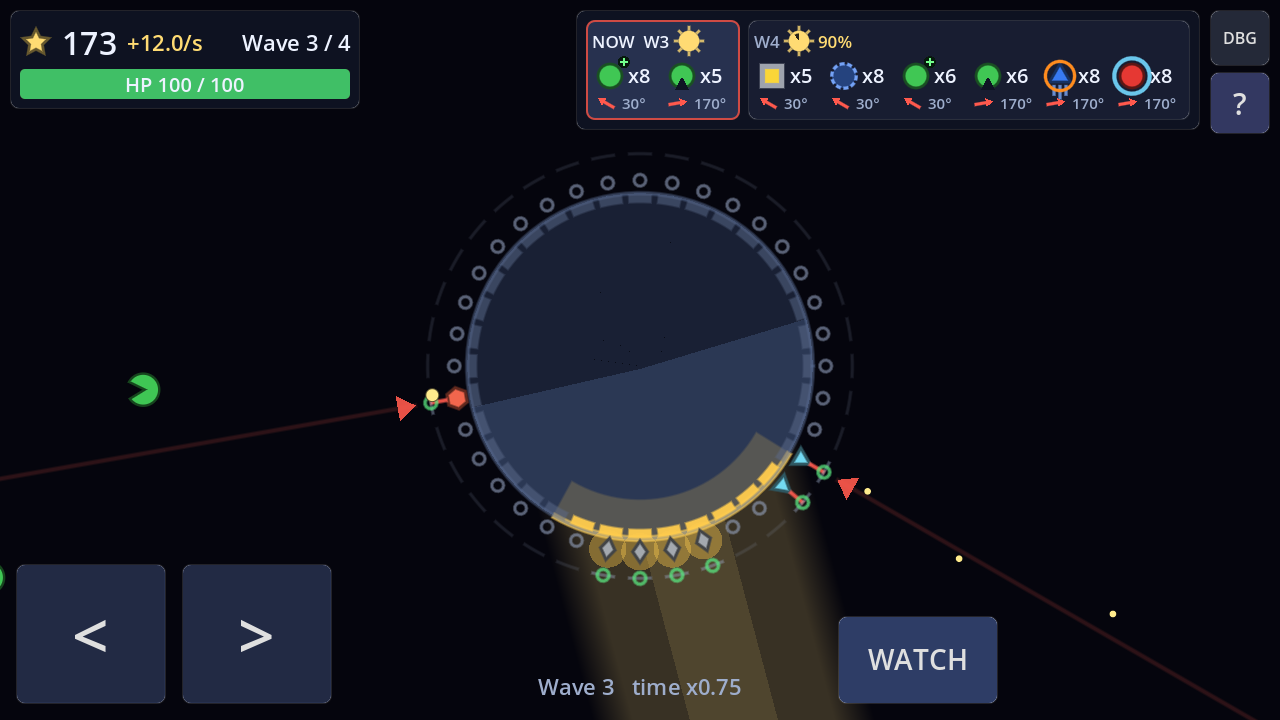 173 +12.0/s Wave 3 / 4
HP 100 / 100
NOW W3
x8 x5
30° 170°
W4 90%
x5 x8 x6 x6 x8 x8
30° 30° 30° 170° 170° 170°
DBG
?
< >
WATCH
Wave 3 time x0.75